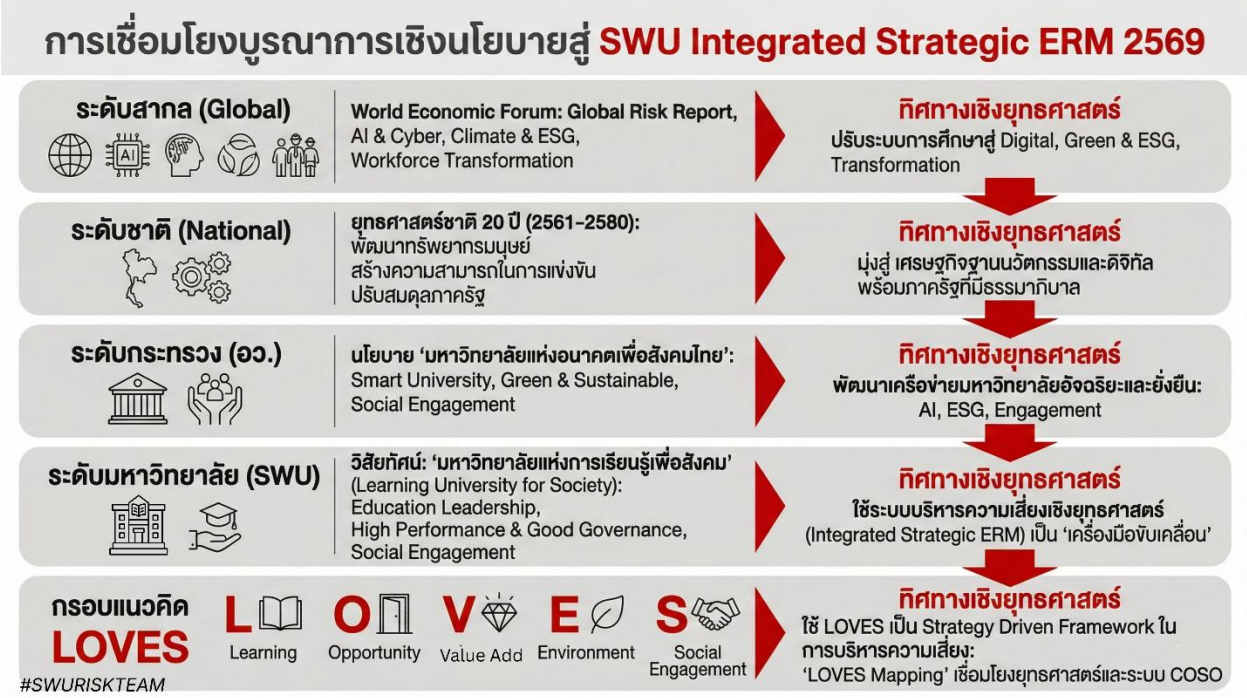 การเชื่อมโยงบูรณาการเชิงนโยบายสู่ SWU Integrated Strategic ERM 2569
ระดับสากล (Global)
AI
World Economic Forum: Global Risk Report,
AI & Cyber, Climate & ESG,
Workforce Transformation
ทิศทางเชิงยุทธศาสตร์
ปรับระบบการศึกษาสู่ Digital, Green & ESG,
Transformation
ระดับชาติ (National)
ยุทธศาสตร์ชาติ 20 ปี (2561-2580):
พัฒนาทรัพยากรมนุษย์
สร้างความสามารถในการแข่งขัน
ปรับสมดุลภาครัฐ
ทิศทางเชิงยุทธศาสตร์
มุ่งสู่ เศรษฐกิจฐานนวัตกรรมและดิจิทัล
พร้อมภาครัฐที่มีธรรมาภิบาล
ระดับกระทรวง (อว.)
นโยบาย ‘มหาวิทยาลัยแห่งอนาคตเพื่อสังคมไทย’:
Smart University, Green & Sustainable,
Social Engagement
ทิศทางเชิงยุทธศาสตร์
พัฒนาเครือข่ายมหาวิทยาลัยอัจฉริยะและยั่งยืน:
AI, ESG, Engagement
ระดับมหาวิทยาลัย (SWU)
วิสัยทัศน์: ‘มหาวิทยาลัยแห่งการเรียนรู้เพื่อสังคม’
(Learning University for Society):
Education Leadership,
High Performance & Good Governance,
Social Engagement
ทิศทางเชิงยุทธศาสตร์
ใช้ระบบบริหารความเสี่ยงเชิงยุทธศาสตร์
(Integrated Strategic ERM) เป็น ‘เครื่องมือขับเคลื่อน’
กรอบแนวคิด
LOVES
L
Learning
O
Opportunity
V
Value Add
E
Environment
S
Social
Engagement
ทิศทางเชิงยุทธศาสตร์
ใช้ LOVES เป็น Strategy Driven Framework ใน
การบริหารความเสี่ยง:
‘LOVES Mapping’ เชื่อมโยงยุทธศาสตร์และระบบ COSO
#SWURISKTEAM